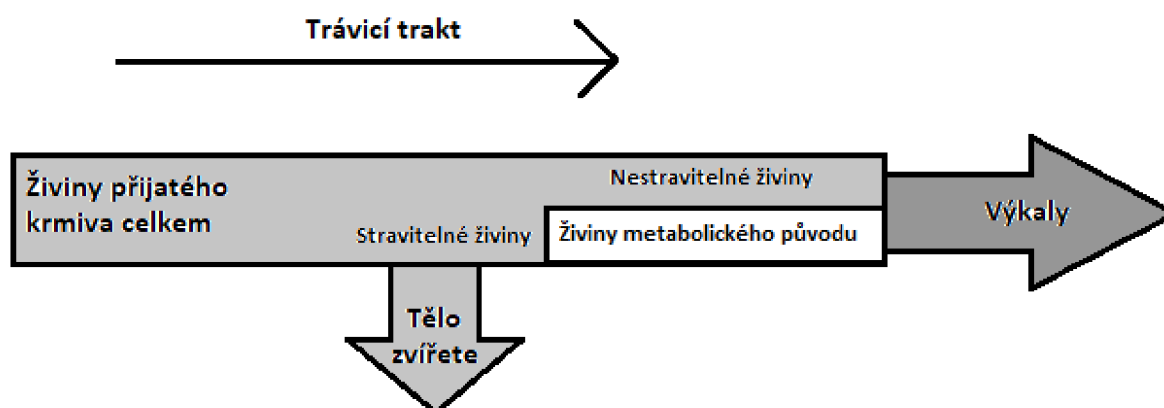 Trávicí trakt
Živiny přijatého
krmiva celkem
Nestravitelné živiny
Výkaly
Stravitelné živiny
Živiny metabolického původu
Tělo
zvířete